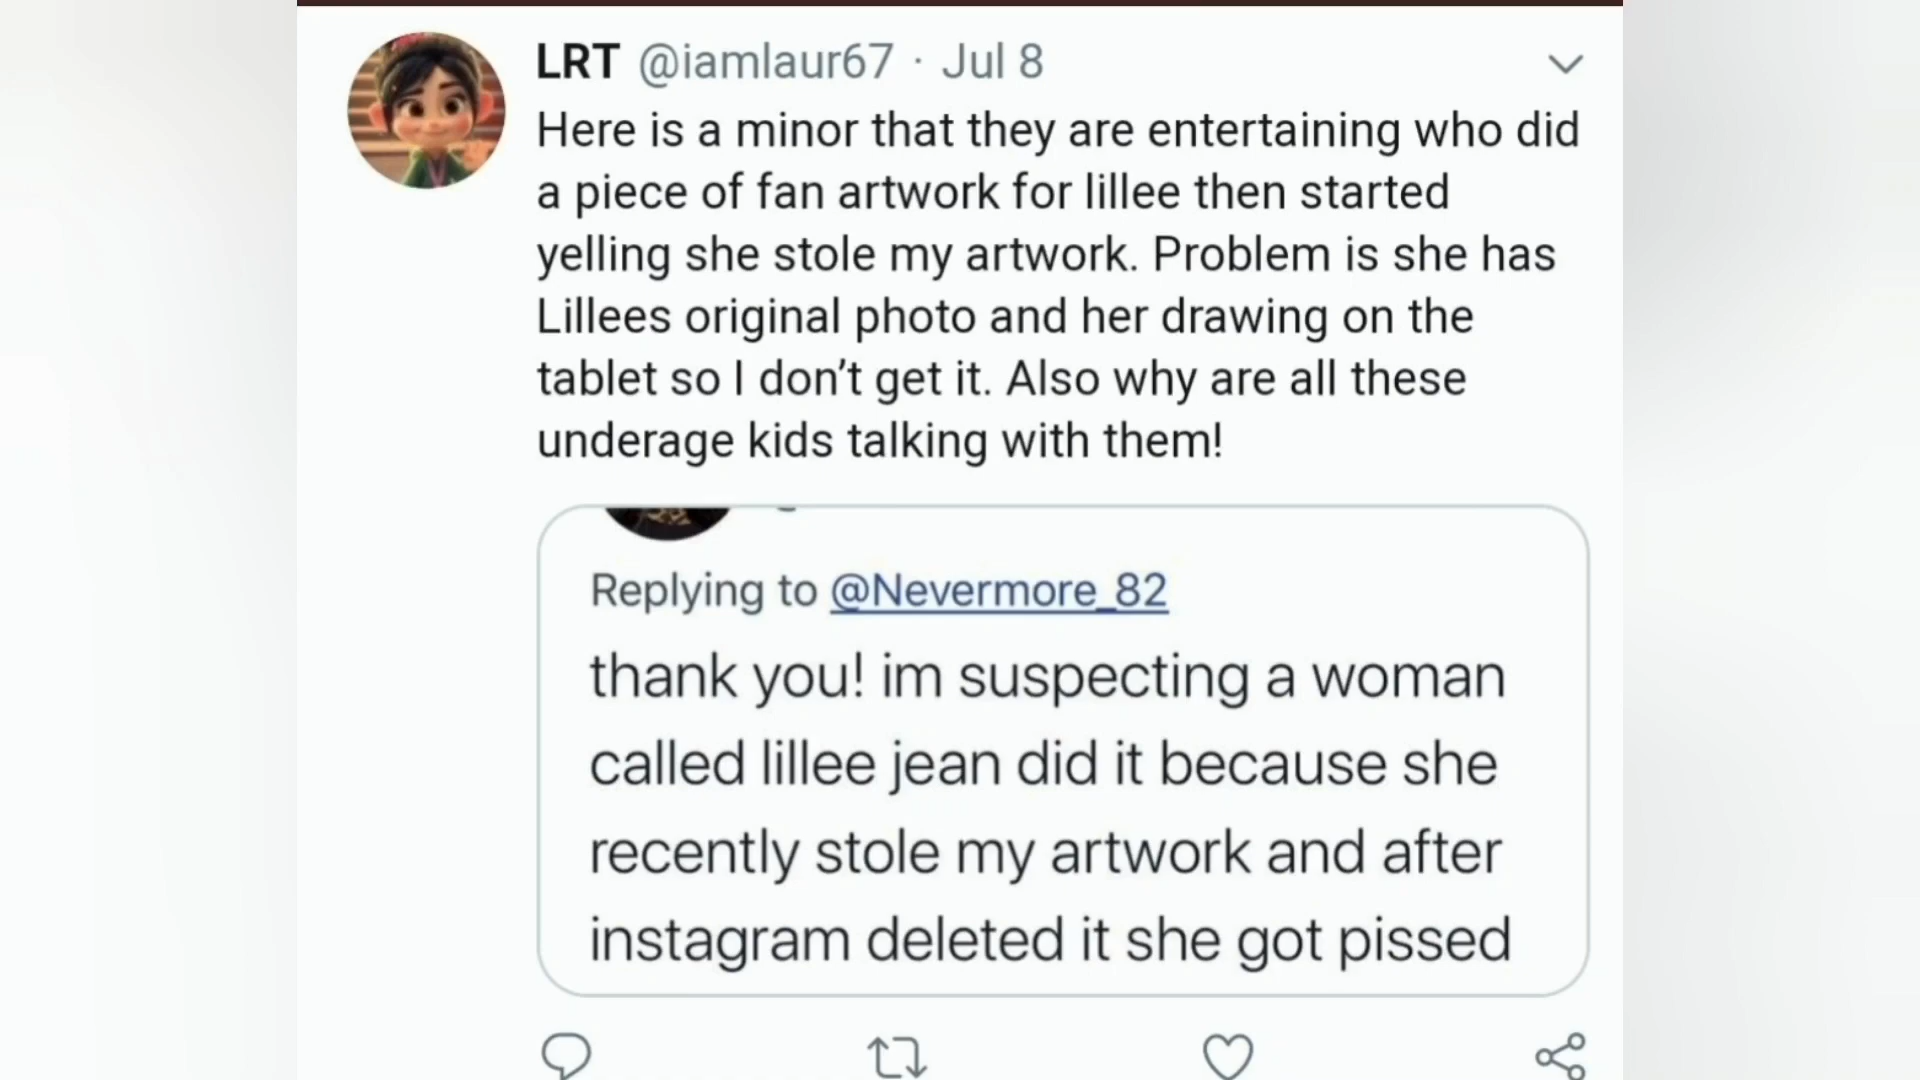 LRT @iamlaur67 · Jul 8
Here is a minor that they are entertaining who did
a piece of fan artwork for lillee then started
yelling she stole my artwork. Problem is she has
Lillees original photo and her drawing on the
tablet so I don’t get it. Also why are all these
underage kids talking with them!
Replying to @Nevermore_82
thank you! im suspecting a woman
called lillee jean did it because she
recently stole my artwork and after
instagram deleted it she got pissed